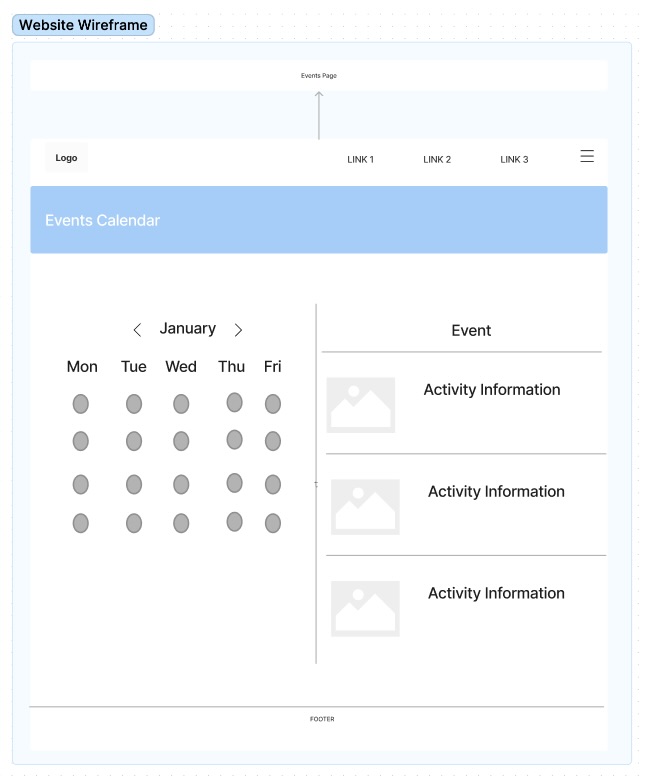 Website Wireframe
Events Page
Logo
LINK 1
LINK 2
LINK 3
Events Calendar
January
Mon Tue Wed Thu Fri
Event
Activity Information
Activity Information
Activity Information
FOOTER